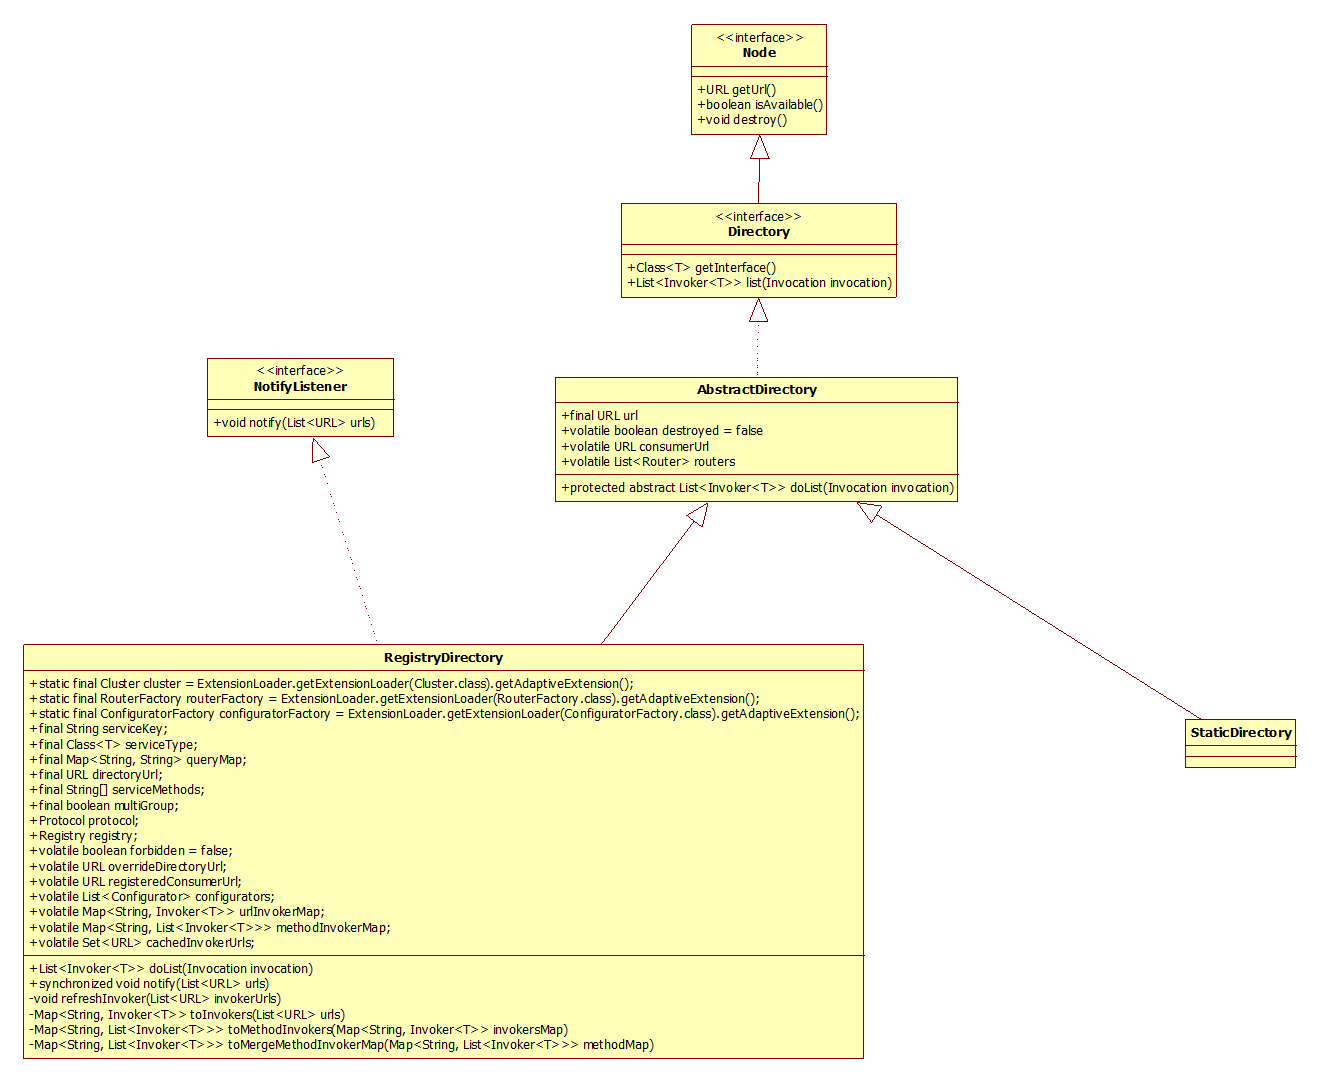 <<interface>>
Node
+URL getUrl()
+boolean isAvailable()
+void destroy()
<<interface>>
Directory
+Class<T> getInterface()
+List<Invoker<T>> list(Invocation invocation)
<<interface>>
NotifyListener
+void notify(List<URL> urls)
AbstractDirectory
+final URL url
+volatile boolean destroyed = false
+volatile URL consumerUrl
+volatile List<Router> routers
+protected abstract List<Invoker<T>> doList(Invocation invocation)
RegistryDirectory
+static final Cluster cluster = ExtensionLoader.getExtensionLoader(Cluster.class).getAdaptiveExtension();
+static final RouterFactory routerFactory = ExtensionLoader.getExtensionLoader(RouterFactory.class).getAdaptiveExtension();
+static final ConfiguratorFactory configuratorFactory = ExtensionLoader.getExtensionLoader(ConfiguratorFactory.class).getAdaptiveExtension();
+final String serviceKey;
+final Class<T> serviceType;
+final Map<String, String> queryMap;
+final URL directoryUrl;
+final String[] serviceMethods;
+final boolean multiGroup;
+Protocol protocol;
+Registry registry;
+volatile boolean forbidden = false;
+volatile URL overrideDirectoryUrl;
+volatile URL registeredConsumerUrl;
+volatile List<Configurator> configurators;
+volatile Map<String, Invoker<T>> urlInvokerMap;
+volatile Map<String, List<Invoker<T>>> methodInvokerMap;
+volatile Set<URL> cachedInvokerUrls;
+List<Invoker<T>> doList(Invocation invocation)
+synchronized void notify(List<URL> urls)
-void refreshInvoker(List<URL> invokerUrls)
-Map<String, Invoker<T>> toInvokers(List<URL> urls)
-Map<String, List<Invoker<T>>> toMethodInvokers(Map<String, Invoker<T>> invokersMap)
-Map<String, List<Invoker<T>>> toMergeMethodInvokerMap(Map<String, List<Invoker<T>>> methodMap)
StaticDirectory